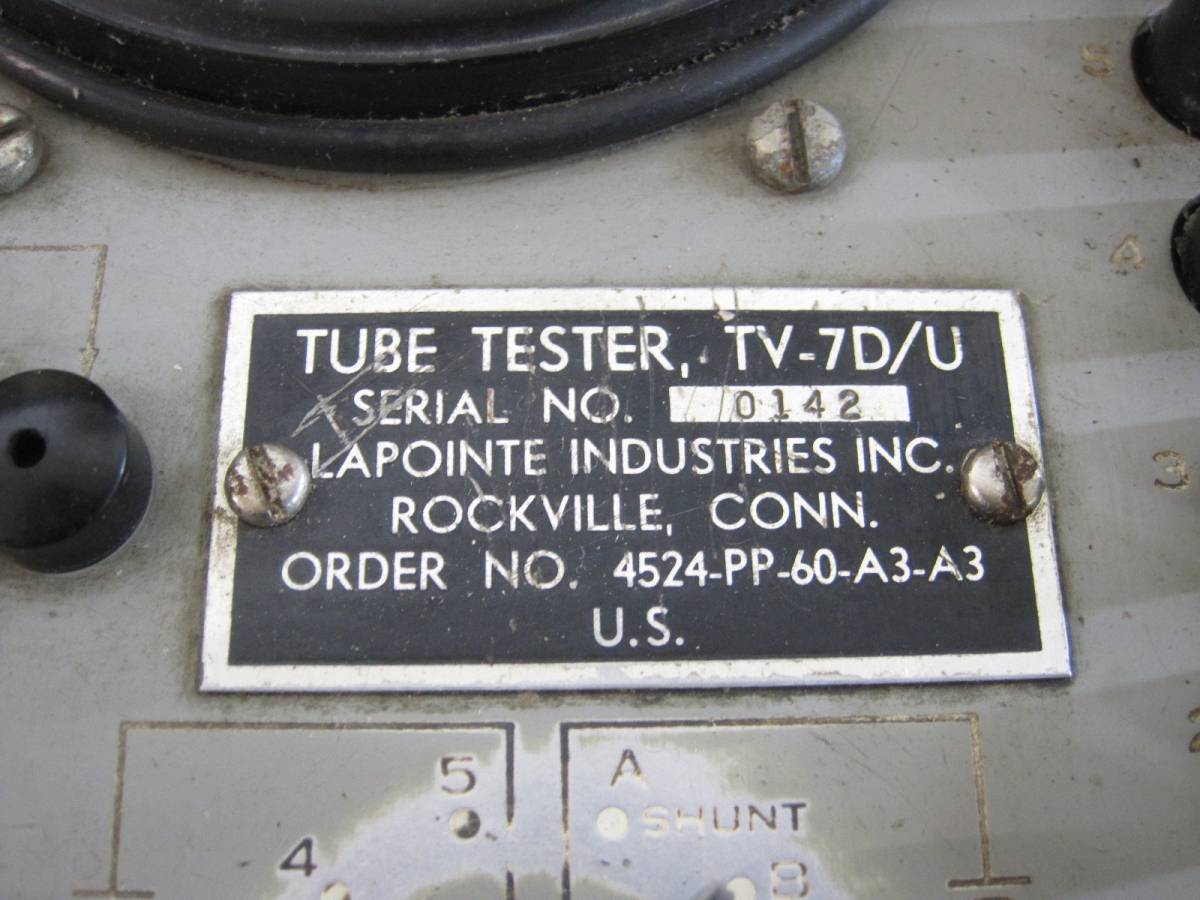 8
4
TUBE TESTER, TV-7D/U
SERIAL NO. 0142
LAPOINTE INDUSTRIES INC.
3
ROCKVILLE, CONN.
ORDER NO. 4524-PP-60-A3-A3
U.S.
2
5
A
SHUNT
4
B